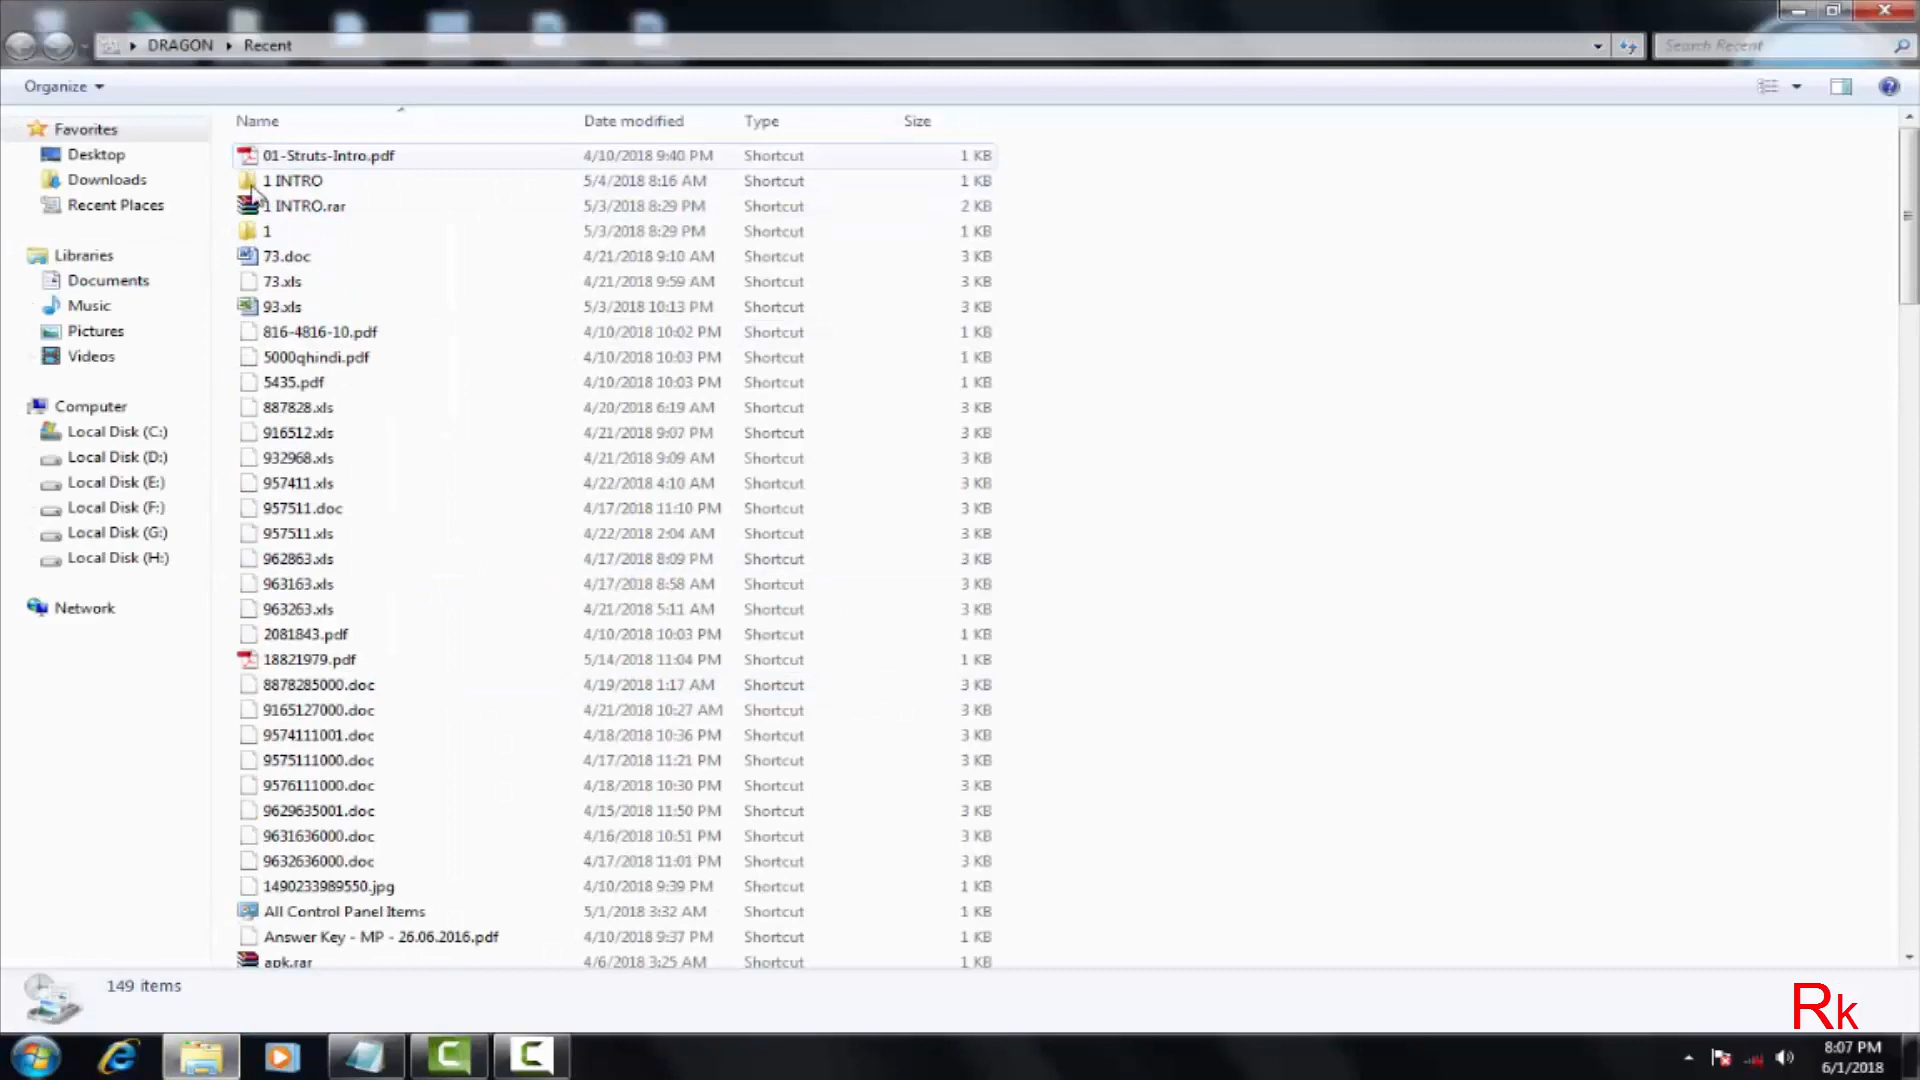 DRAGON Recent
Search Recent
Organize
Name Date modified Type Size
Favorites
Desktop
Downloads
Recent Places
Libraries
Documents
Music
Pictures
Videos
Computer
Local Disk (C:)
Local Disk (D:)
Local Disk (E:)
Local Disk (F:)
Local Disk (G:)
Local Disk (H:)
Network
01-Struts-Intro.pdf 4/10/2018 9:40 PM Shortcut 1 KB
1 INTRO 5/4/2018 8:16 AM Shortcut 1 KB
1 INTRO.rar 5/3/2018 8:29 PM Shortcut 2 KB
1 5/3/2018 8:29 PM Shortcut 1 KB
73.doc 4/21/2018 9:10 AM Shortcut 3 KB
73.xls 4/21/2018 9:59 AM Shortcut 3 KB
93.xls 5/3/2018 10:13 PM Shortcut 3 KB
816-4816-10.pdf 4/10/2018 10:02 PM Shortcut 1 KB
5000qhindi.pdf 4/10/2018 10:03 PM Shortcut 1 KB
5435.pdf 4/10/2018 10:03 PM Shortcut 1 KB
887828.xls 4/20/2018 6:19 AM Shortcut 3 KB
916512.xls 4/21/2018 9:07 PM Shortcut 3 KB
932968.xls 4/21/2018 9:09 AM Shortcut 3 KB
957411.xls 4/22/2018 4:10 AM Shortcut 3 KB
957511.doc 4/17/2018 11:10 PM Shortcut 3 KB
957511.xls 4/22/2018 2:04 AM Shortcut 3 KB
962863.xls 4/17/2018 8:09 PM Shortcut 3 KB
963163.xls 4/17/2018 8:58 AM Shortcut 3 KB
963263.xls 4/21/2018 5:11 AM Shortcut 3 KB
2081843.pdf 4/10/2018 10:03 PM Shortcut 1 KB
18821979.pdf 5/14/2018 11:04 PM Shortcut 1 KB
8878285000.doc 4/19/2018 1:17 AM Shortcut 3 KB
9165127000.doc 4/21/2018 10:27 AM Shortcut 3 KB
9574111001.doc 4/18/2018 10:36 PM Shortcut 3 KB
9575111000.doc 4/17/2018 11:21 PM Shortcut 3 KB
9576111000.doc 4/18/2018 10:30 PM Shortcut 3 KB
9629635001.doc 4/15/2018 11:50 PM Shortcut 3 KB
9631636000.doc 4/16/2018 10:51 PM Shortcut 3 KB
9632636000.doc 4/17/2018 11:01 PM Shortcut 3 KB
1490233989550.jpg 4/10/2018 9:39 PM Shortcut 1 KB
All Control Panel Items 5/1/2018 3:32 AM Shortcut 1 KB
Answer Key - MP - 26.06.2016.pdf 4/10/2018 9:37 PM Shortcut 1 KB
apk.rar 4/6/2018 3:25 AM Shortcut 1 KB
149 items
Rk
8:07 PM
6/1/2018